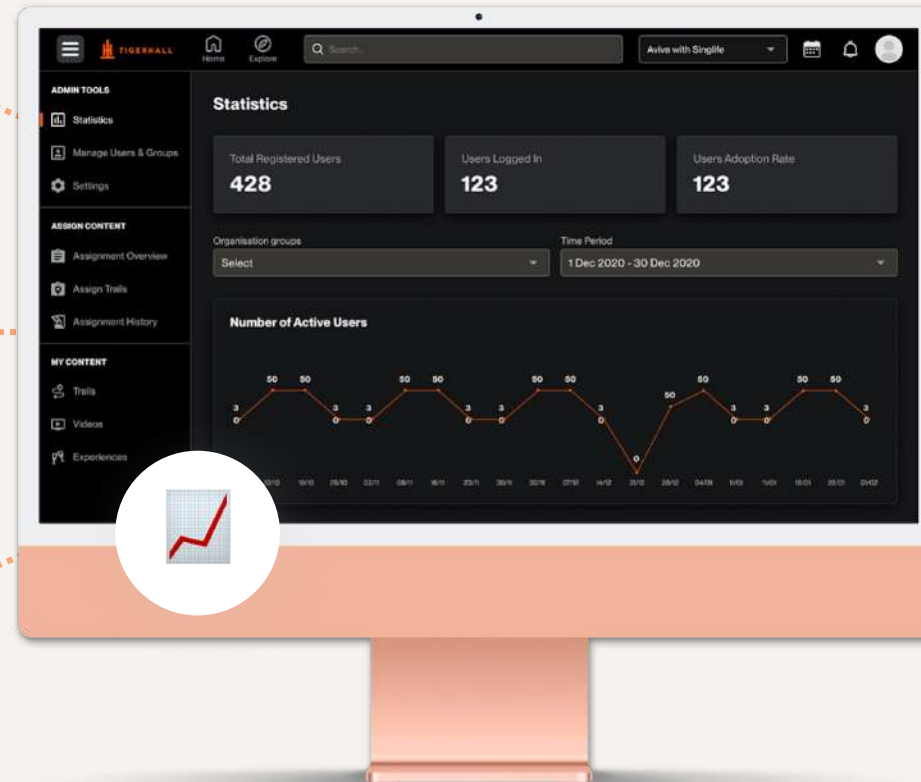 TIGERHALL
Home
Explore
Search.
Aviva with Singlife
ADMIN TOOLS
Statistics
Manage Users & Groups
Settings
ASSIGN CONTENT
Assignment Overview
Assign Trails
Assignment History
MY CONTENT
Trails
Videos
Experiences
Statistics
Total Registered Users
428
Users Logged In
123
Users Adoption Rate
123
Organisation groups
Select
Time Period
1 Dec 2020 - 30 Dec 2020
Number of Active Users
3 0 50 50 3 0 3 0 50 50 3 0 3 0 50 50 3 0 0 50 50 3 0 3 0 50 50 3 0